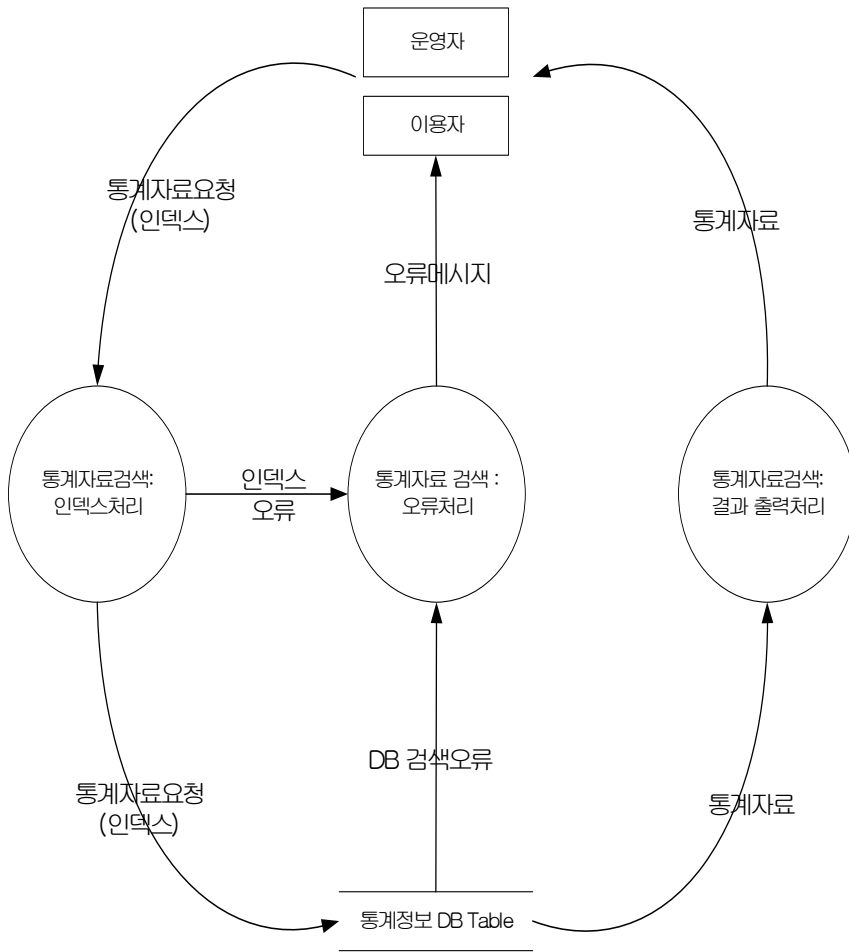 운영자
이용자
통계자료요청
(인덱스)
통계자료
오류메시지
통계자료검색:
인덱스처리
인덱스
오류
통계자료 검색 :
오류처리
통계자료검색:
결과 출력처리
DB 검색오류
통계자료요청
(인덱스)
통계자료
통계정보 DB Table